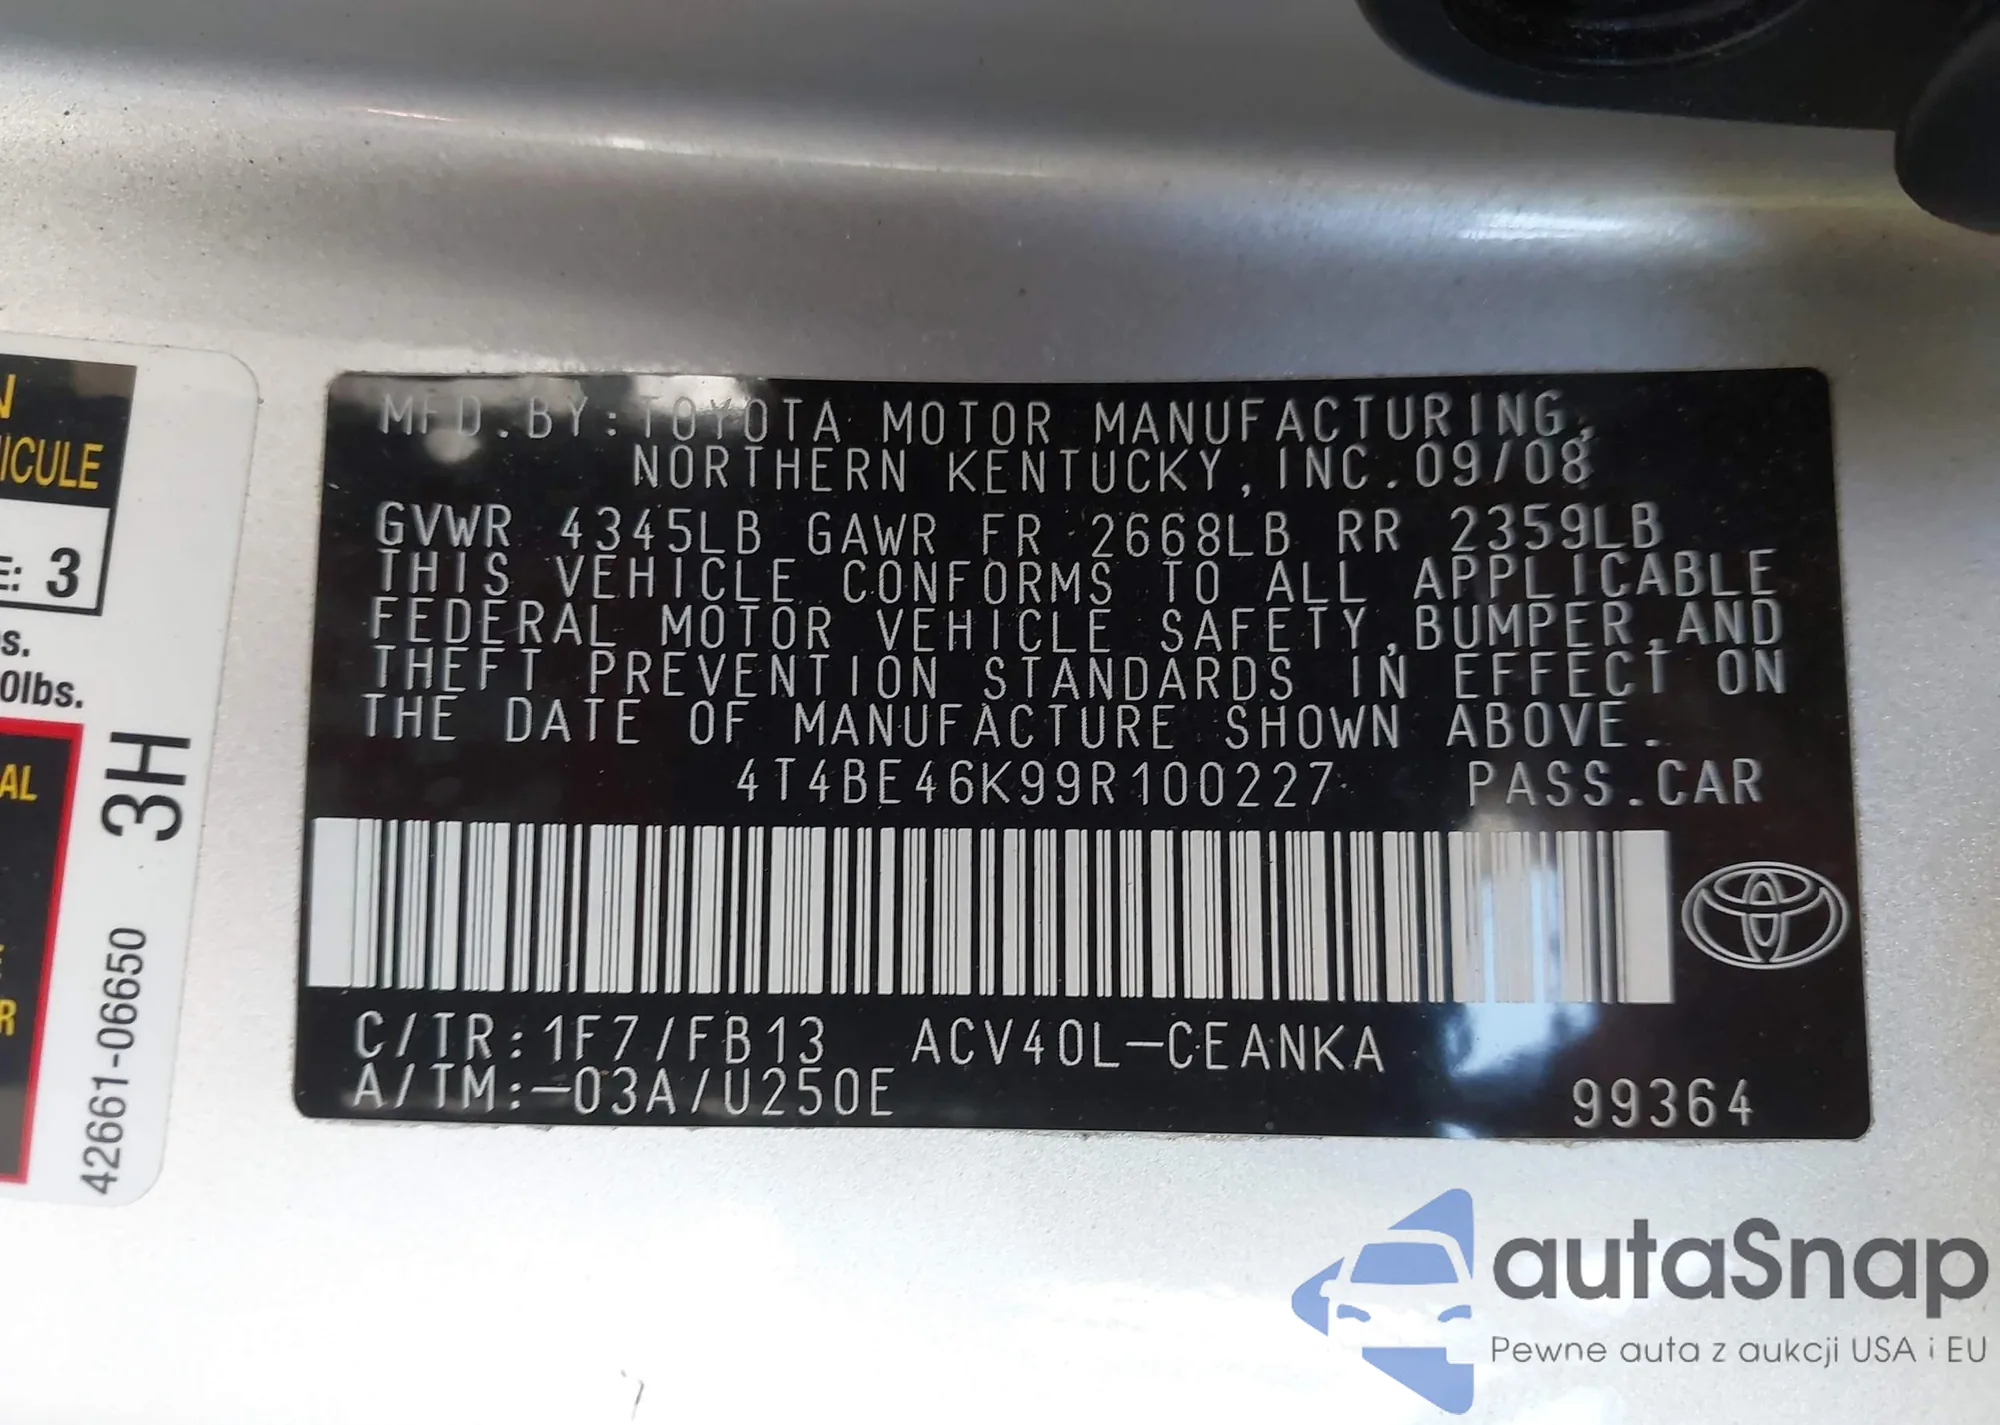 N
ICULE
E: 3
s.
0lbs.
AL
R
3H
42661-06650
MFD.BY:TOYOTA MOTOR MANUFACTURING,
NORTHERN KENTUCKY,INC.09/08
GVWR 4345LB GAWR FR 2668LB RR 2359LB
THIS VEHICLE CONFORMS TO ALL APPLICABLE
FEDERAL MOTOR VEHICLE SAFETY,BUMPER,AND
THEFT PREVENTION STANDARDS IN EFFECT ON
THE DATE OF MANUFACTURE SHOWN ABOVE.
4T4BE46K99R100227 PASS.CAR
C/TR:1F7/FB13 ACV40L-CEANKA
A/TM:-03A/U250E
99364
autaSnap
Pewne auta z aukcji USA i EU